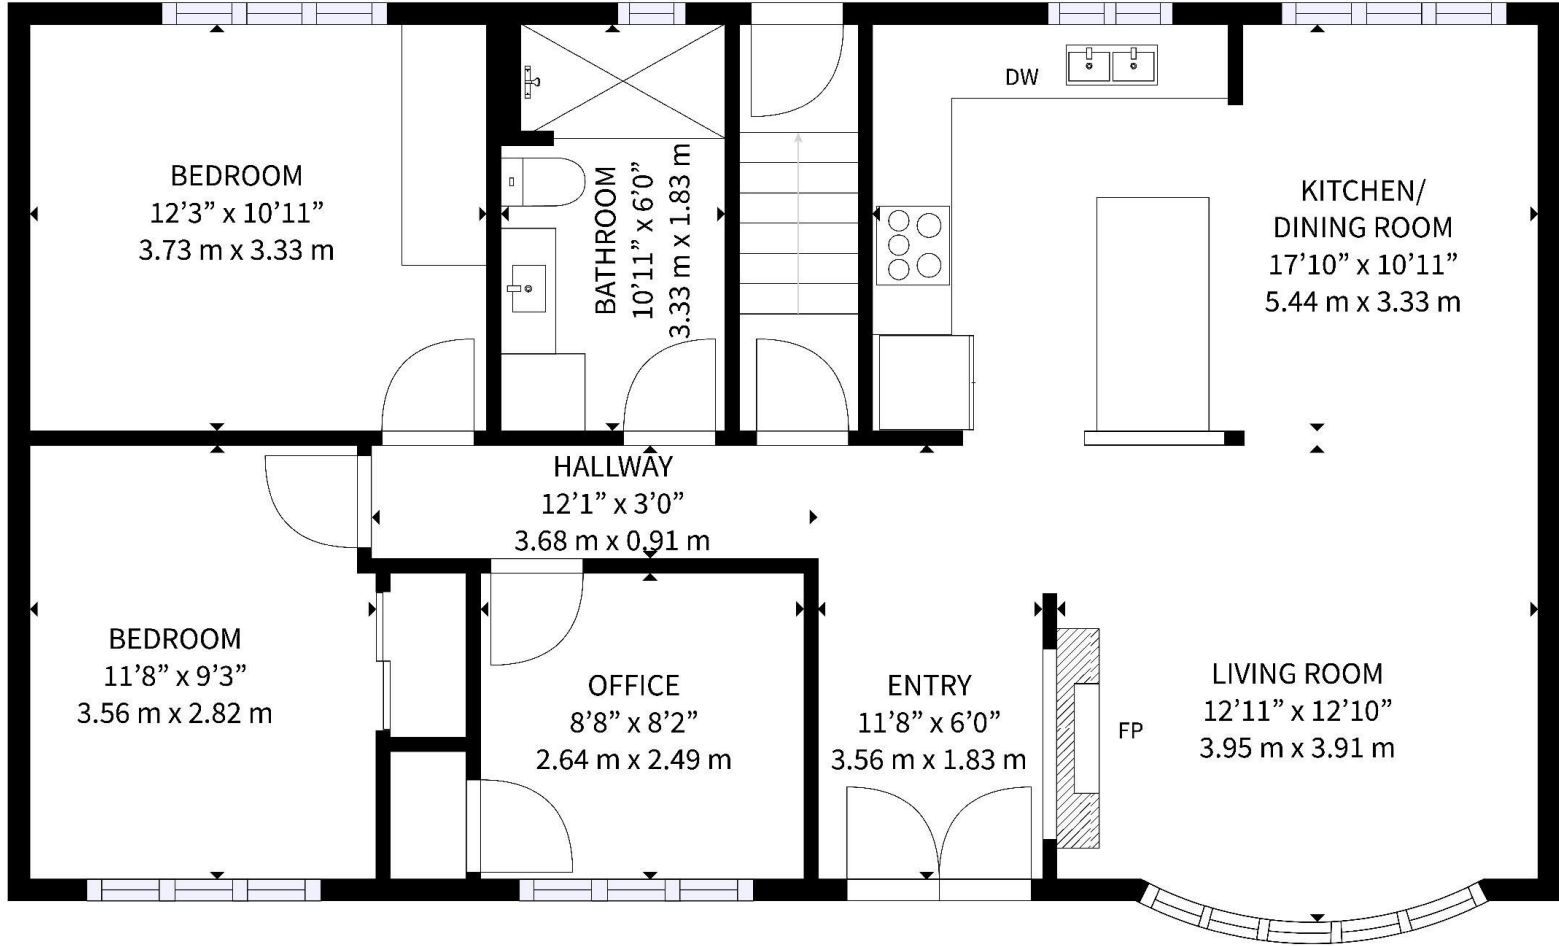 BEDROOM
12’3” x 10’11”
3.73 m x 3.33 m
BATHROOM
10’11” x 6’0”
3.33 m x 1.83 m
DW
KITCHEN/
DINING ROOM
17’10” x 10’11”
5.44 m x 3.33 m
HALLWAY
12’1” x 3’0”
3.68 m x 0.91 m
BEDROOM
11’8” x 9’3”
3.56 m x 2.82 m
OFFICE
8’8” x 8’2”
2.64 m x 2.49 m
ENTRY
11’8” x 6’0”
3.56 m x 1.83 m
FP
LIVING ROOM
12’11” x 12’10”
3.95 m x 3.91 m